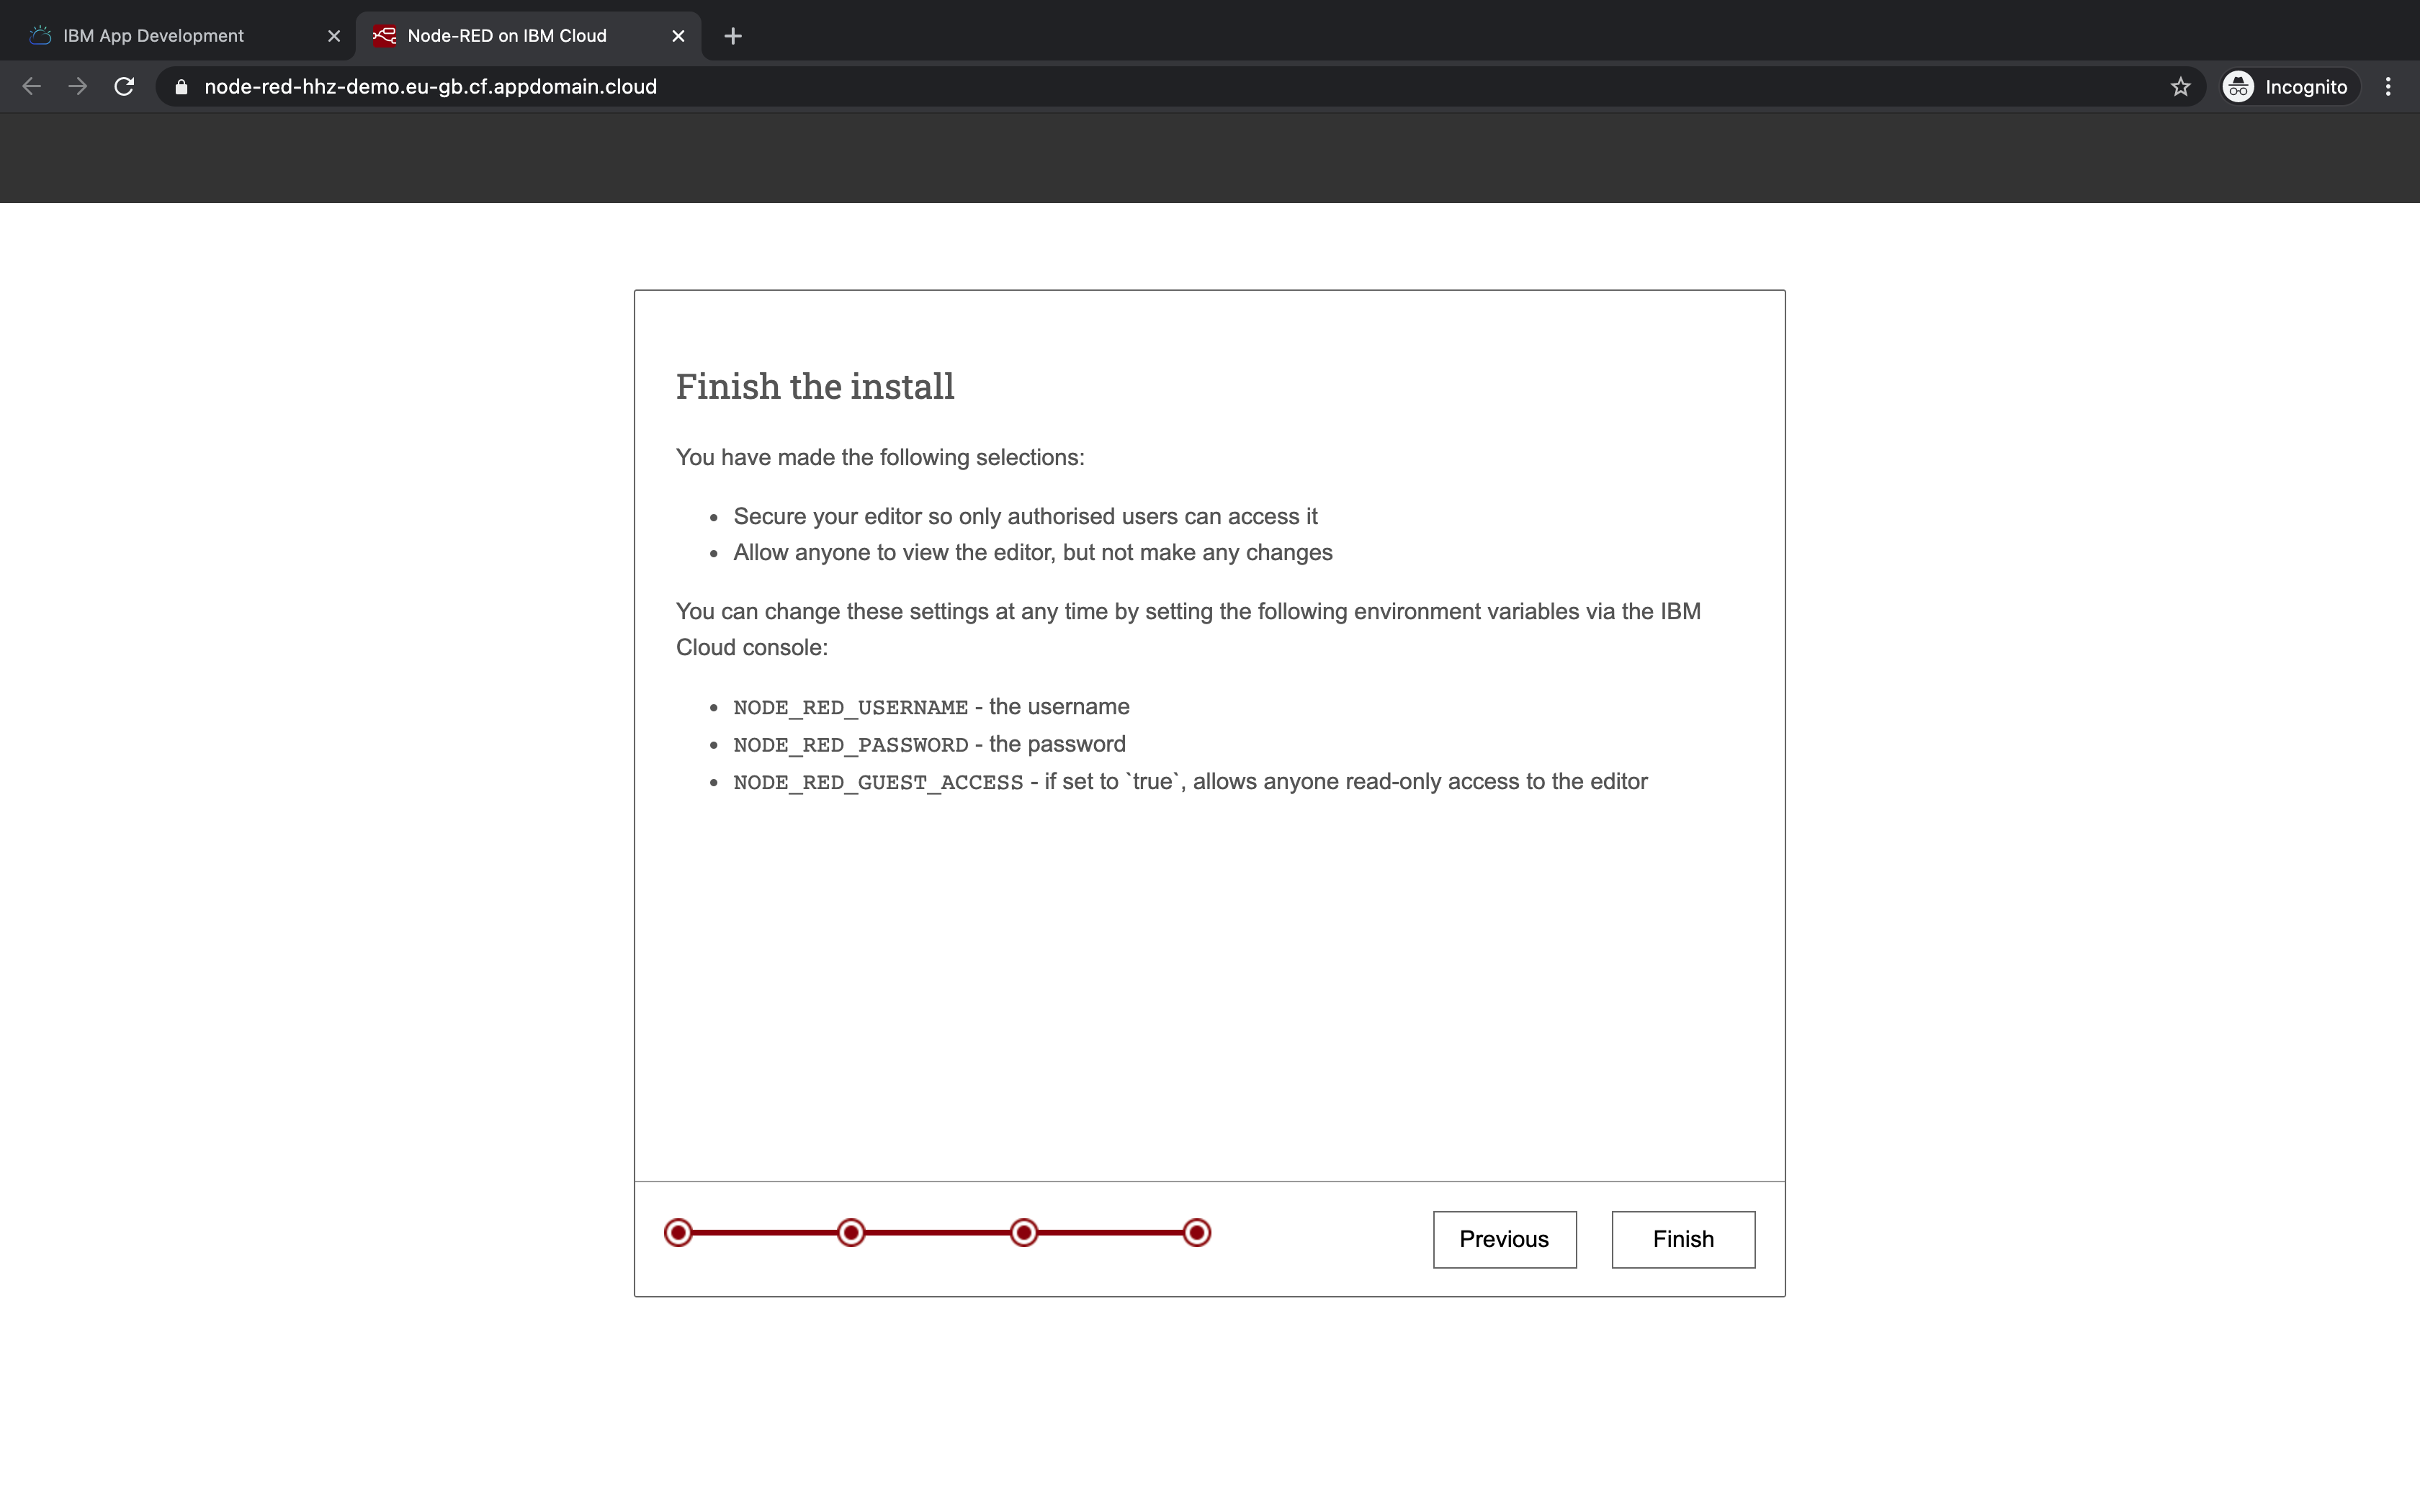 IBM App Development
Node-RED on IBM Cloud
node-red-hhz-demo.eu-gb.cf.appdomain.cloud
Incognito
Finish the install
You have made the following selections:
• Secure your editor so only authorised users can access it
• Allow anyone to view the editor, but not make any changes
You can change these settings at any time by setting the following environment variables via the IBM
Cloud console:
• NODE_RED_USERNAME - the username
• NODE_RED_PASSWORD - the password
• NODE_RED_GUEST_ACCESS - if set to `true`, allows anyone read-only access to the editor
Previous
Finish